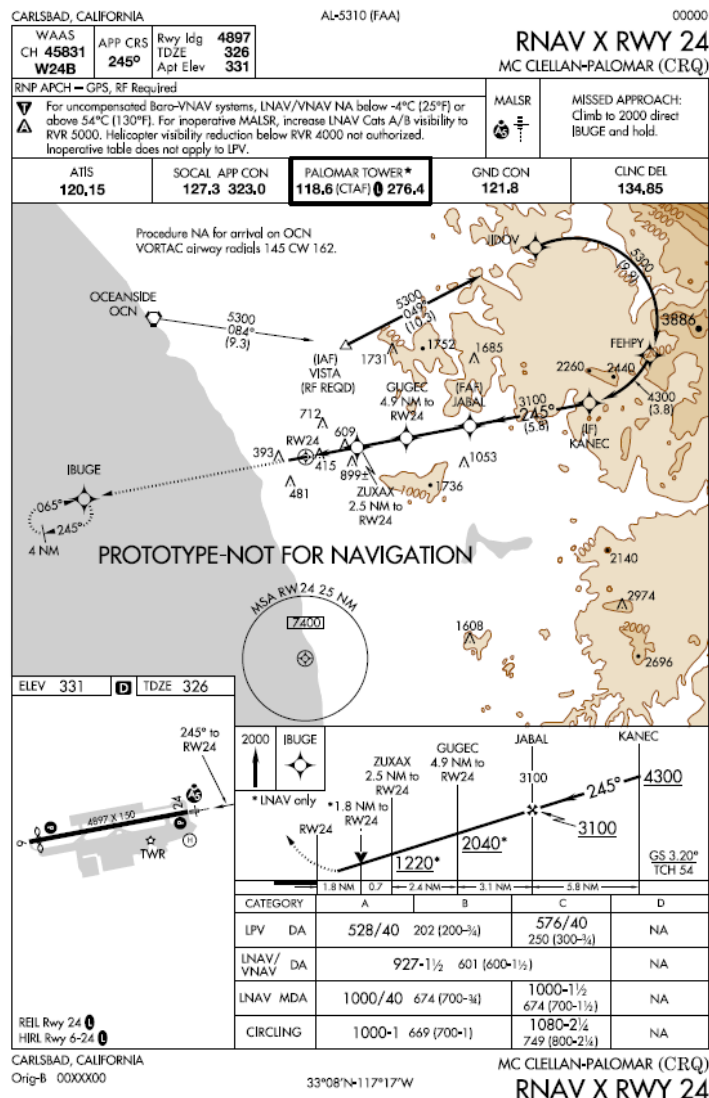 CARLSBAD, CALIFORNIA
AL-5310 (FAA)
00000
WAAS
CH 45831
W24B
APP CRS
245°
Rwy ldg 4897
TDZE 326
Apt Elev 331
RNAV X RWY 24
MC CLELLAN-PALOMAR (CRQ)
RNP APCH – GPS, RF Required
T
A
For uncompensated Baro-VNAV systems, LNAV/VNAV NA below -4°C (25°F) or
above 54°C (130°F). For inoperative MALSR, increase LNAV Cats A/B visibility to
RVR 5000. Helicopter visibility reduction below RVR 4000 not authorized.
Inoperative table does not apply to LPV.
MALSR
A5
MISSED APPROACH:
Climb to 2000 direct
IBUGE and hold.
ATIS
120.15
SOCAL APP CON
127.3 323.0
PALOMAR TOWER*
118.6 (CTAF) L 276.4
GND CON
121.8
CLNC DEL
134.85
Procedure NA for arrival on OCN
VORTAC airway radials 145 CW 162.
JIDOV
5300
(9.9)
OCEANSIDE
OCN
5300
084°
(9.3)
5300
049°
(10.3)
(IAF)
VISTA
(RF REQD)
1731
1752
1685
FEHPY
3886
2260
2440
4300
(3.8)
GUGEC
4.9 NM to
RW24
(FAF)
JABAL
3100
245°
(5.8)
(IF)
KANEC
712
609
RW24
393
415
481
899±
ZUXAX
2.5 NM to
RW24
1053
1736
1000
IBUGE
065°
245°
4 NM
PROTOTYPE-NOT FOR NAVIGATION
2140
2974
2000
2696
1608
MSA RW24 25 NM
7400
ELEV 331
D
TDZE 326
245° to
RW24
4897 X 150
24
6
A5
P
P
TWR
H
REIL Rwy 24 L
HIRL Rwy 6-24 L
2000
IBUGE
*LNAV only
RW24
*1.8 NM to
RW24
ZUXAX
2.5 NM to
RW24
GUGEC
4.9 NM to
RW24
JABAL
KANEC
3100
245°
4300
3100
2040*
1220*
GS 3.20°
TCH 54
1.8 NM
0.7
2.4 NM
3.1 NM
5.8 NM
CATEGORY A B C D
LPV DA 528/40 202 (200-¾) 576/40 250 (300-¾) NA
LNAV/VNAV DA 927-1½ 601 (600-1½) NA
LNAV MDA 1000/40 674 (700-¾) 1000-1½ 674 (700-1½) NA
CIRCLING 1000-1 669 (700-1) 1080-2¼ 749 (800-2¼) NA
CARLSBAD, CALIFORNIA
Orig-B 00XXX00
33°08'N-117°17'W
MC CLELLAN-PALOMAR (CRQ)
RNAV X RWY 24